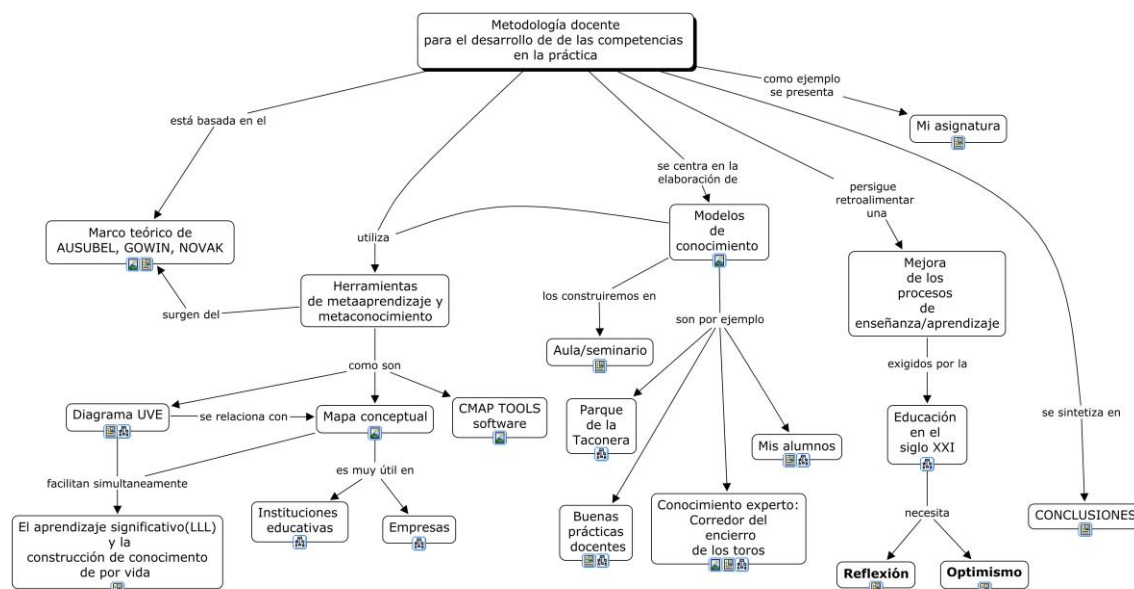 Metodología docente
para el desarrollo de de las competencias
en la práctica
como ejemplo
se presenta
Mi asignatura
está basada en el
se centra en la
elaboración de
persigue
retroalimentar
una
Marco teórico de
AUSUBEL, GOWIN, NOVAK
utiliza
Modelos
de
conocimiento
Mejora
de los
procesos
de
enseñanza/aprendizaje
Herramientas
de metaaprendizaje y
metaconocimiento
surgen del
los construiremos en
son por ejemplo
Aula/seminario
exigidos por la
como son
Diagrama UVE
se relaciona con
Mapa conceptual
CMAP TOOLS
software
Parque
de la
Taconera
Mis alumnos
Educación
en el
siglo XXI
se sintetiza en
facilitan simultaneamente
es muy útil en
Instituciones
educativas
Empresas
Buenas
prácticas
docentes
Conocimiento experto:
Corredor del
encierro
de los toros
necesita
CONCLUSIONES
El aprendizaje significativo(LLL)
y la
construcción de conocimento
de por vida
Reflexión
Optimismo